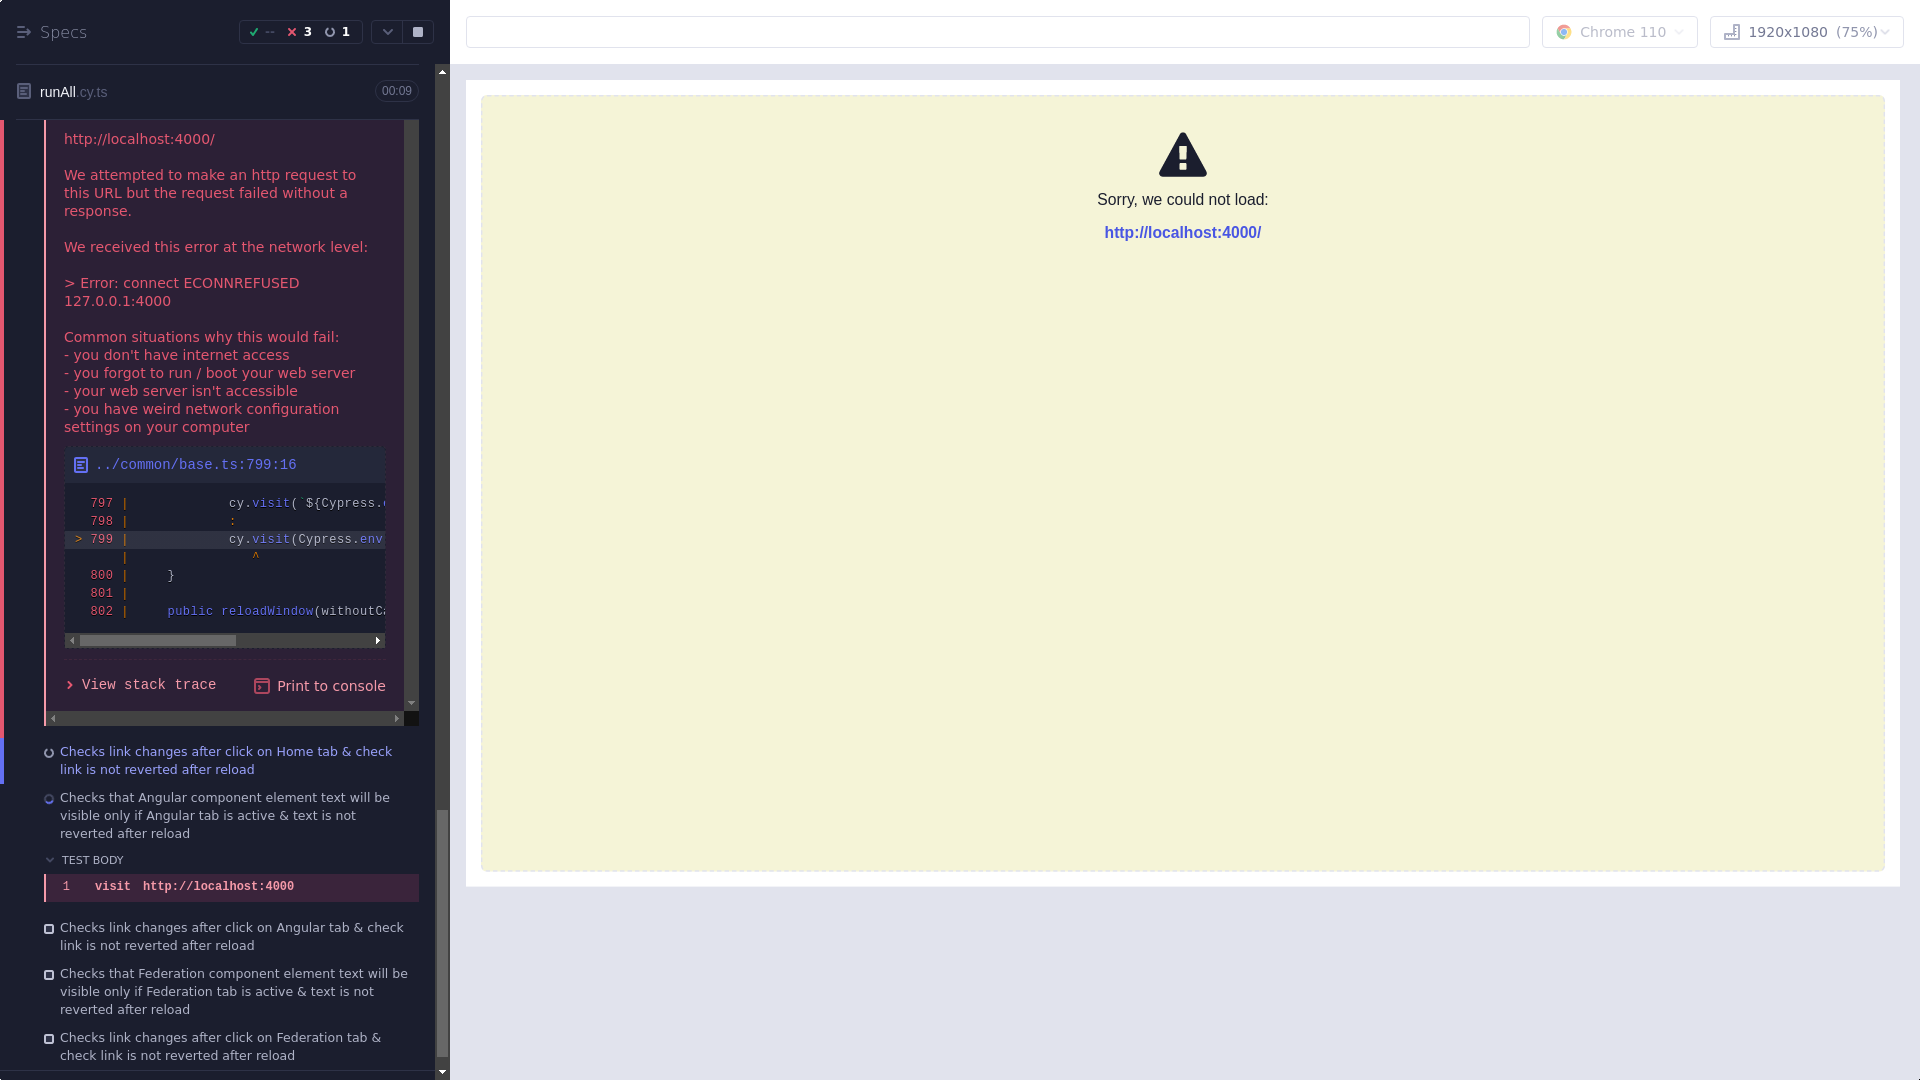 Specs
--
3
1
Chrome 110
1920x1080 (75%)
runAll.cy.ts
00:09
http://localhost:4000/
We attempted to make an http request to
this URL but the request failed without a
response.
We received this error at the network level:
> Error: connect ECONNREFUSED
127.0.0.1:4000
Common situations why this would fail:
- you don't have internet access
- you forgot to run / boot your web server
- your web server isn't accessible
- you have weird network configuration
settings on your computer
../common/base.ts:799:16
797 | cy.visit(`${Cypress.
798 | :
> 799 | cy.visit(Cypress.env
| ^
800 | }
801 |
802 | public reloadWindow(withoutCa
View stack trace
Print to console
Checks link changes after click on Home tab & check
link is not reverted after reload
Checks that Angular component element text will be
visible only if Angular tab is active & text is not
reverted after reload
TEST BODY
1 visit http://localhost:4000
Checks link changes after click on Angular tab & check
link is not reverted after reload
Checks that Federation component element text will be
visible only if Federation tab is active & text is not
reverted after reload
Checks link changes after click on Federation tab &
check link is not reverted after reload
Sorry, we could not load:
http://localhost:4000/